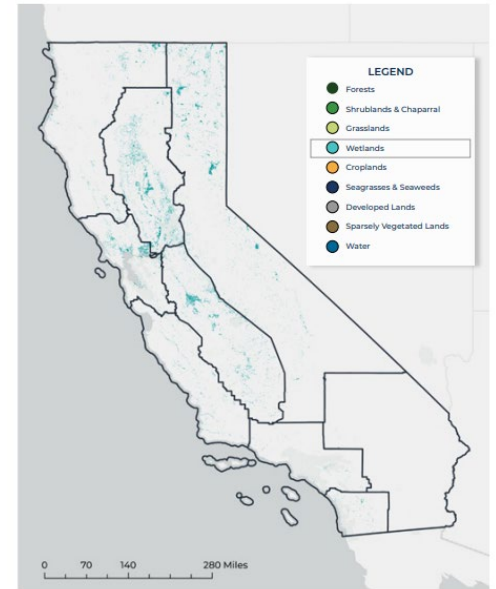 LEGEND
Forests
Shrublands & Chaparral
Grasslands
Wetlands
Croplands
Seagrasses & Seaweeds
Developed Lands
Sparsely Vegetated Lands
Water
0 70 140 280 Miles